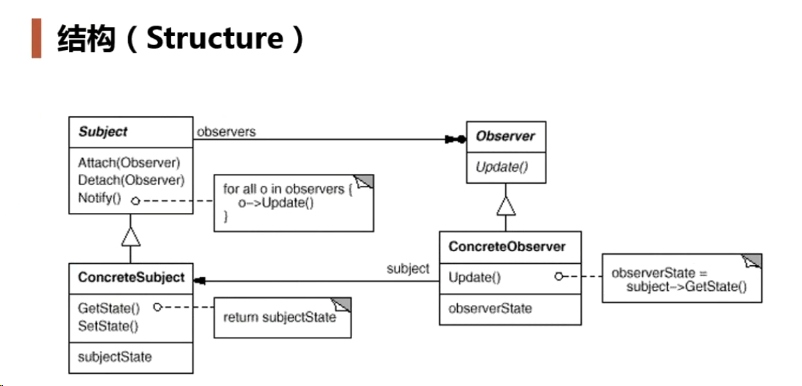 结构（Structure）
Subject
observers
Observer
Attach(Observer)
Detach(Observer)
Notify()
for all o in observers {
o->Update()
}
Update()
ConcreteSubject
GetState()
SetState()
subjectState
return subjectState
subject
ConcreteObserver
Update()
observerState
observerState =
subject->GetState()